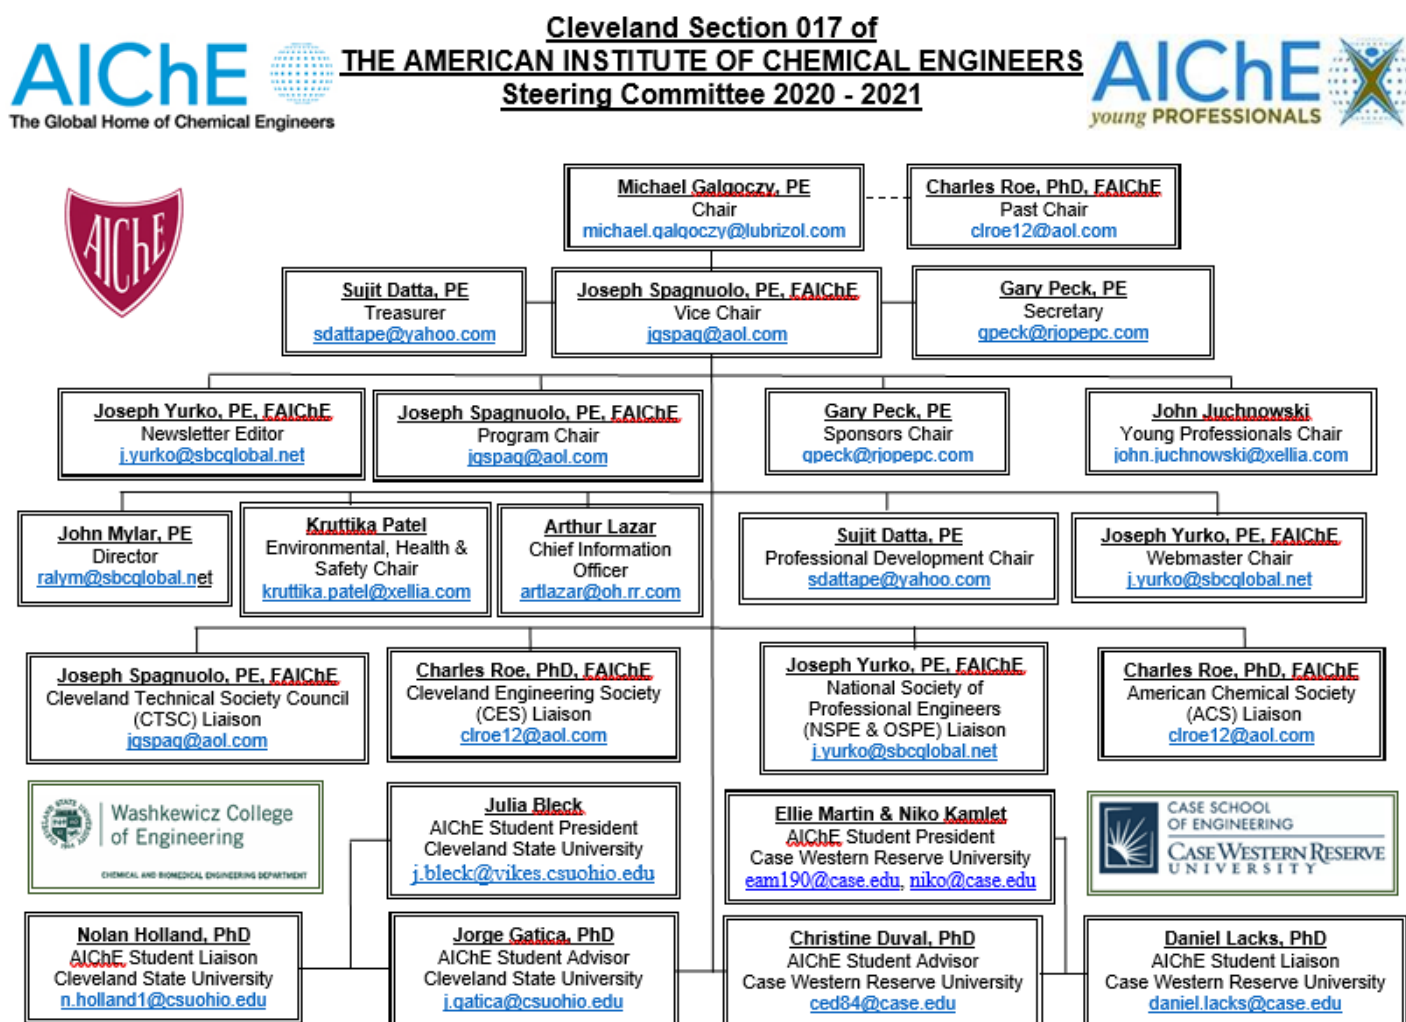 Cleveland Section 017 of
THE AMERICAN INSTITUTE OF CHEMICAL ENGINEERS
Steering Committee 2020 - 2021
AIChE
The Global Home of Chemical Engineers
AIChE
young PROFESSIONALS
AIChE
Michael Galgoczy, PE
Chair
michael.galgoczy@lubrizol.com
Charles Roe, PhD, FAIChE
Past Chair
clroe12@aol.com
Sujit Datta, PE
Treasurer
sdattape@yahoo.com
Joseph Spagnuolo, PE, FAIChE
Vice Chair
jgspag@aol.com
Gary Peck, PE
Secretary
gpeck@rjopepc.com
Joseph Yurko, PE, FAIChE
Newsletter Editor
j.yurko@sbcglobal.net
Joseph Spagnuolo, PE, FAIChE
Program Chair
jgspag@aol.com
Gary Peck, PE
Sponsors Chair
gpeck@rjopepc.com
John Juchnowski
Young Professionals Chair
john.juchnowski@xellia.com
John Mylar, PE
Director
ralym@sbcglobal.net
Kruttika Patel
Environmental, Health &
Safety Chair
kruttika.patel@xellia.com
Arthur Lazar
Chief Information
Officer
artlazar@oh.rr.com
Sujit Datta, PE
Professional Development Chair
sdattape@yahoo.com
Joseph Yurko, PE, FAIChE
Webmaster Chair
j.yurko@sbcglobal.net
Joseph Spagnuolo, PE, FAIChE
Cleveland Technical Society Council
(CTSC) Liaison
jgspag@aol.com
Charles Roe, PhD, FAIChE
Cleveland Engineering Society
(CES) Liaison
clroe12@aol.com
Joseph Yurko, PE, FAIChE
National Society of
Professional Engineers
(NSPE & OSPE) Liaison
j.yurko@sbcglobal.net
Charles Roe, PhD, FAIChE
American Chemical Society
(ACS) Liaison
clroe12@aol.com
Washkewicz College
of Engineering
CHEMICAL AND BIOMEDICAL ENGINEERING DEPARTMENT
Julia Bleck
AIChE Student President
Cleveland State University
j.bleck@vikes.csuohio.edu
Ellie Martin & Niko Kamlet
AIChE Student President
Case Western Reserve University
eam190@case.edu, niko@case.edu
CASE SCHOOL
OF ENGINEERING
CASE WESTERN RESERVE
UNIVERSITY
Nolan Holland, PhD
AIChE Student Liaison
Cleveland State University
n.holland1@csuohio.edu
Jorge Gatica, PhD
AIChE Student Advisor
Cleveland State University
j.gatica@csuohio.edu
Christine Duval, PhD
AIChE Student Advisor
Case Western Reserve University
ced84@case.edu
Daniel Lacks, PhD
AIChE Student Liaison
Case Western Reserve University
daniel.lacks@case.edu